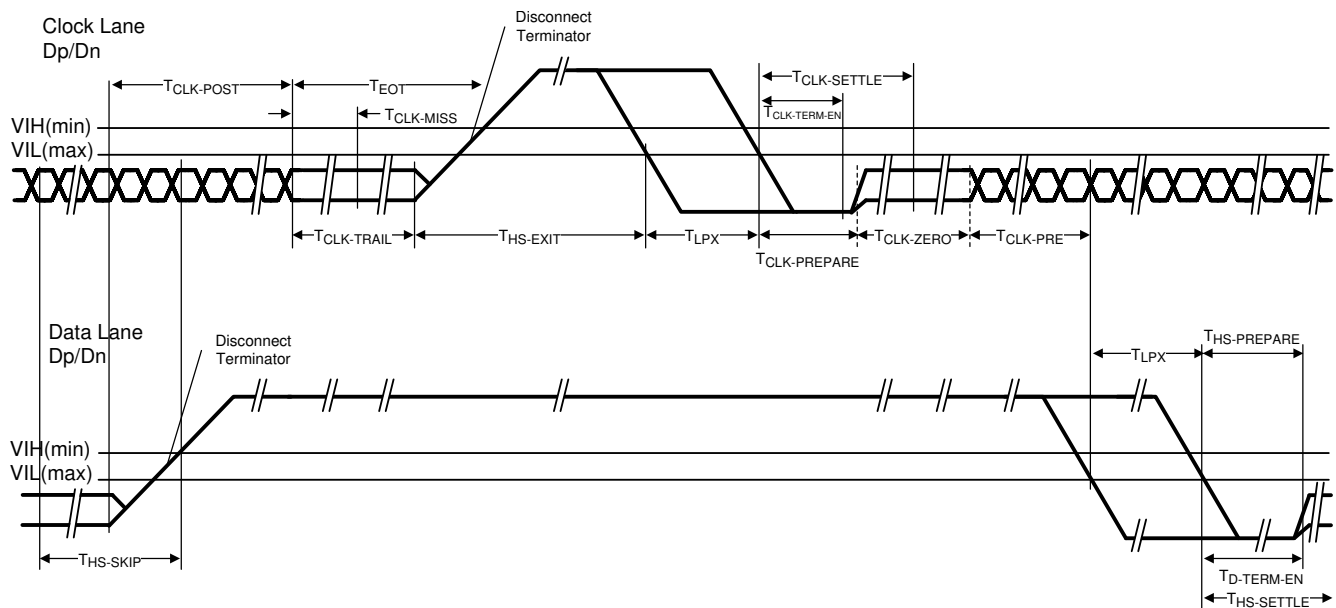 Clock Lane
Dp/Dn
Disconnect
Terminator
TCLK-POST
TEOT
TCLK-SETTLE
TCLK-MISS
TCLK-TERM-EN
VIH(min)
VIL(max)
TCLK-TRAIL
THS-EXIT
TLPX
TCLK-PREPARE
TCLK-ZERO
TCLK-PRE
Data Lane
Dp/Dn
Disconnect
Terminator
TLPX
THS-PREPARE
VIH(min)
VIL(max)
THS-SKIP
TD-TERM-EN
THS-SETTLE